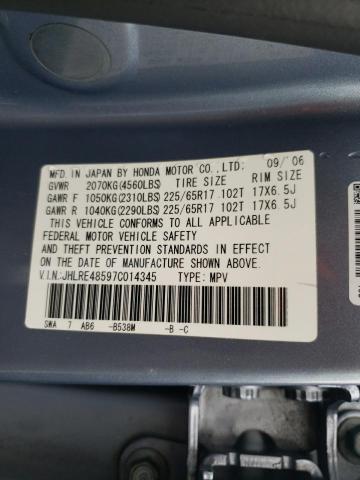 MFD. IN JAPAN BY HONDA MOTOR CO.,LTD: 09/ 06
GVWR 2070KG(4560LBS) TIRE SIZE RIM SIZE
GAWR F 1050KG(2310LBS) 225/65R17 102T 17X6.5J
GAWR R 1040KG(2290LBS) 225/65R17 102T 17X6.5J
THIS VEHICLE CONFORMS TO ALL APPLICABLE
FEDERAL MOTOR VEHICLE SAFETY
AND THEFT PREVENTION STANDARDS IN EFFECT
ON THE DATE OF MANUFACTURE SHOWN ABOVE.
V.I.N.:JHLRE48597C014345 TYPE: MPV
SWA 7 AB6 -B538M -B -C